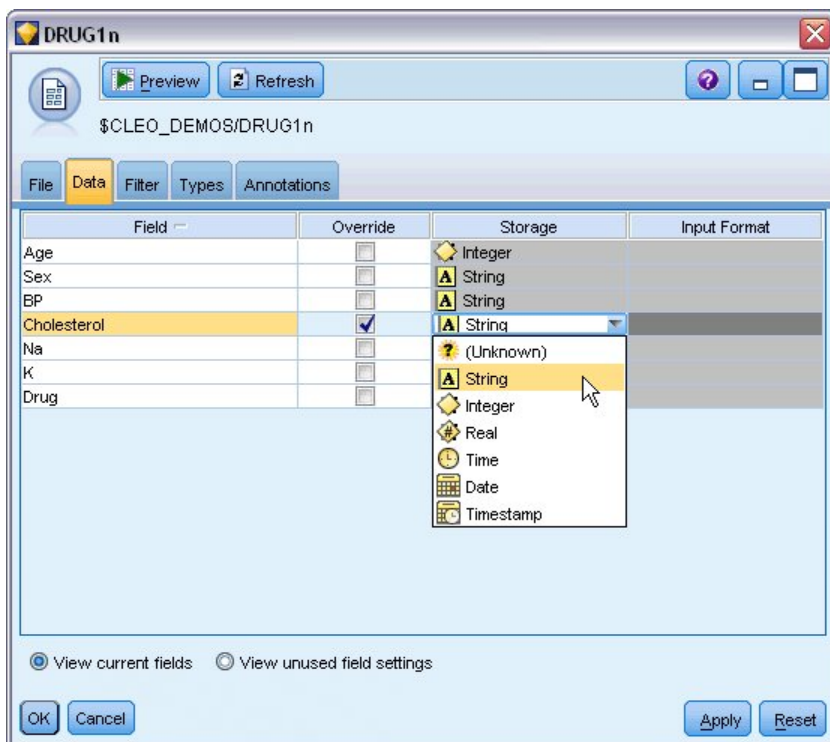 DRUG1n
Preview Refresh
$CLEO_DEMOS/DRUG1n
File Data Filter Types Annotations
Field Override Storage Input Format
Age Integer
Sex String
BP String
Cholesterol String
Na (Unknown)
K String
Drug Integer
Real
Time
Date
Timestamp
View current fields View unused field settings
OK Cancel Apply Reset